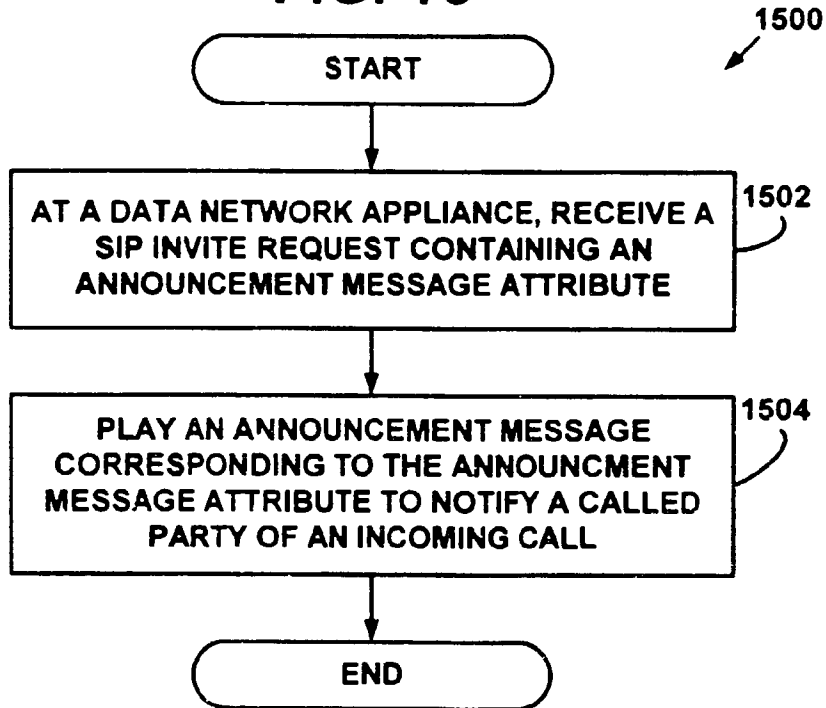 1500
START
AT A DATA NETWORK APPLIANCE, RECEIVE A
SIP INVITE REQUEST CONTAINING AN
ANNOUNCEMENT MESSAGE ATTRIBUTE
1502
PLAY AN ANNOUNCEMENT MESSAGE
CORRESPONDING TO THE ANNOUNCMENT
MESSAGE ATTRIBUTE TO NOTIFY A CALLED
PARTY OF AN INCOMING CALL
1504
END